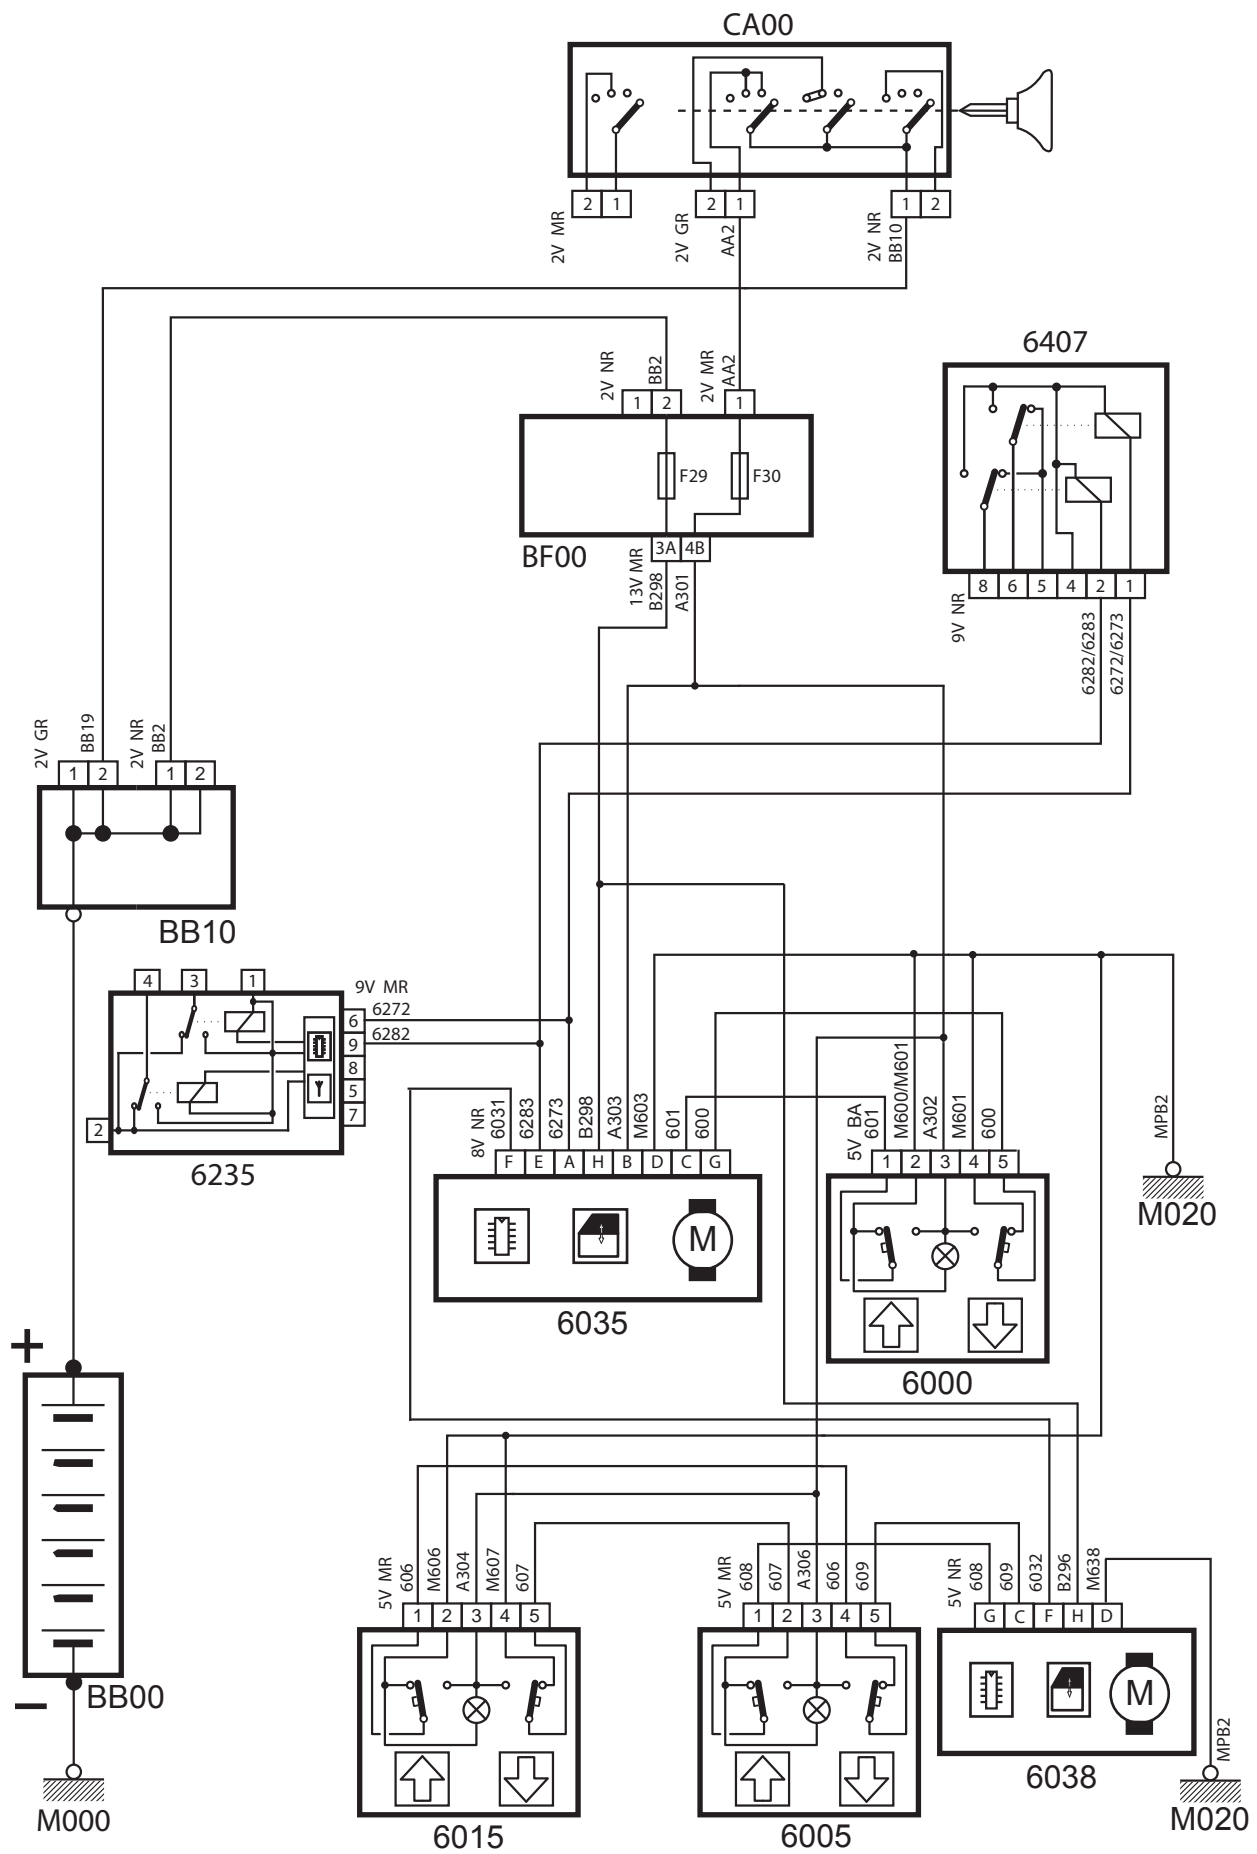 CA00
2 1 2 1 1 2
2V MR
2V GR
AA2
2V NR
BB10
6407
2V NR
BB2
2V MR
AA2
1 2 1
F29 F30
BF00
3A 4B
13V MR
B298
A301
8 6 5 4 2 1
9V NR
6282/6283
6272/6273
2V GR
BB19
2V NR
BB2
1 2 1 2
BB10
4 3 1
9V MR
6 6272
9 6282
8
5
7
2
6235
8V NR
6031
6283
6273
B298
A303
M603
601
600
F E A H B D C G
M
6035
5V BA
601
M600/M601
A302
M601
600
1 2 3 4 5
6000
MPB2
M020
+
BB00
–
M000
5V MR
606
M606
A304
M607
607
1 2 3 4 5
6015
5V MR
608
607
A306
606
609
1 2 3 4 5
6005
5V NR
608
609
6032
B296
M638
G C F H D
M
6038
MPB2
M020